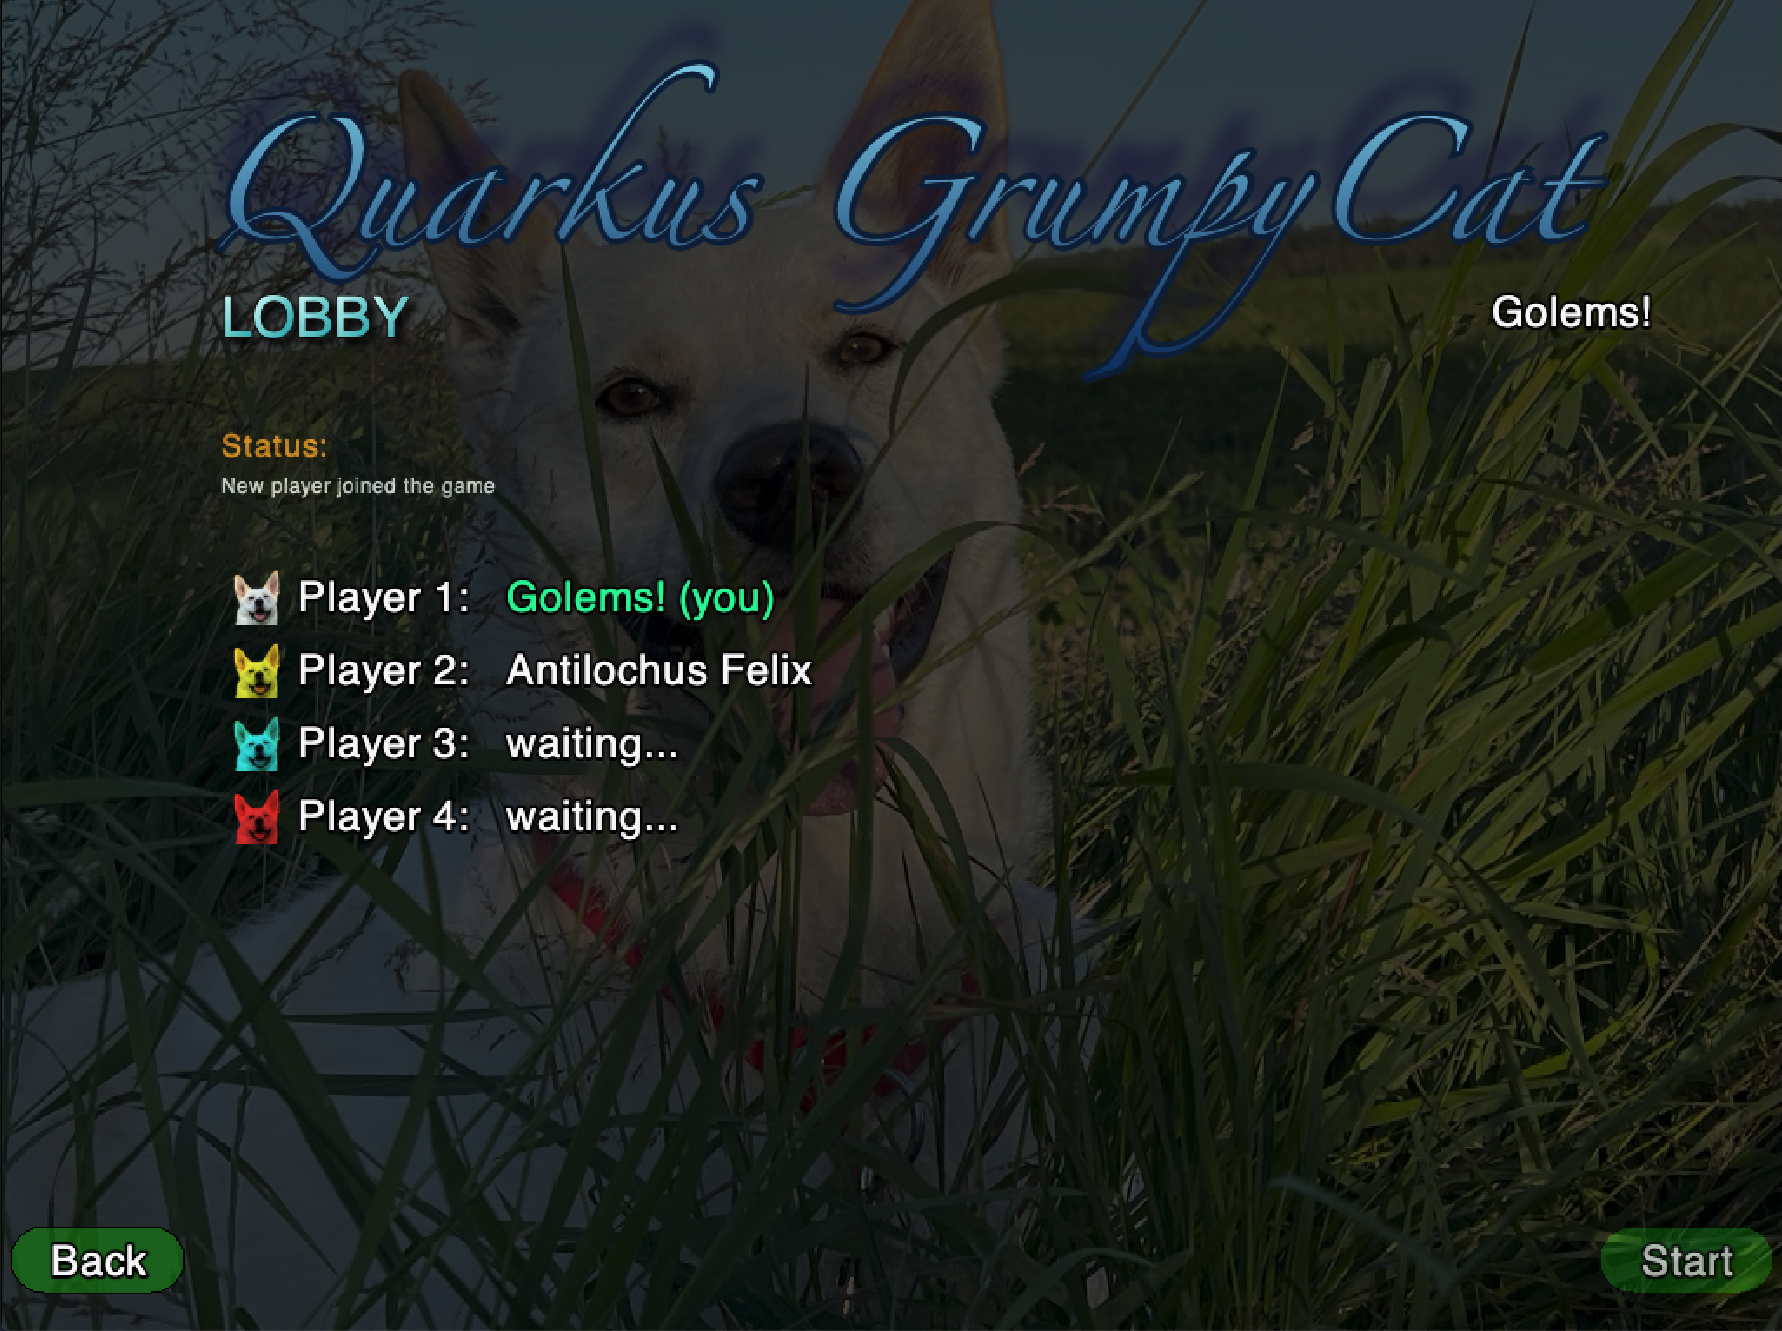 Quarkus GrumpyCat
LOBBY
Golems!
Status:
New player joined the game
Player 1: Golems! (you)
Player 2: Antilochus Felix
Player 3: waiting...
Player 4: waiting...
Back
Start